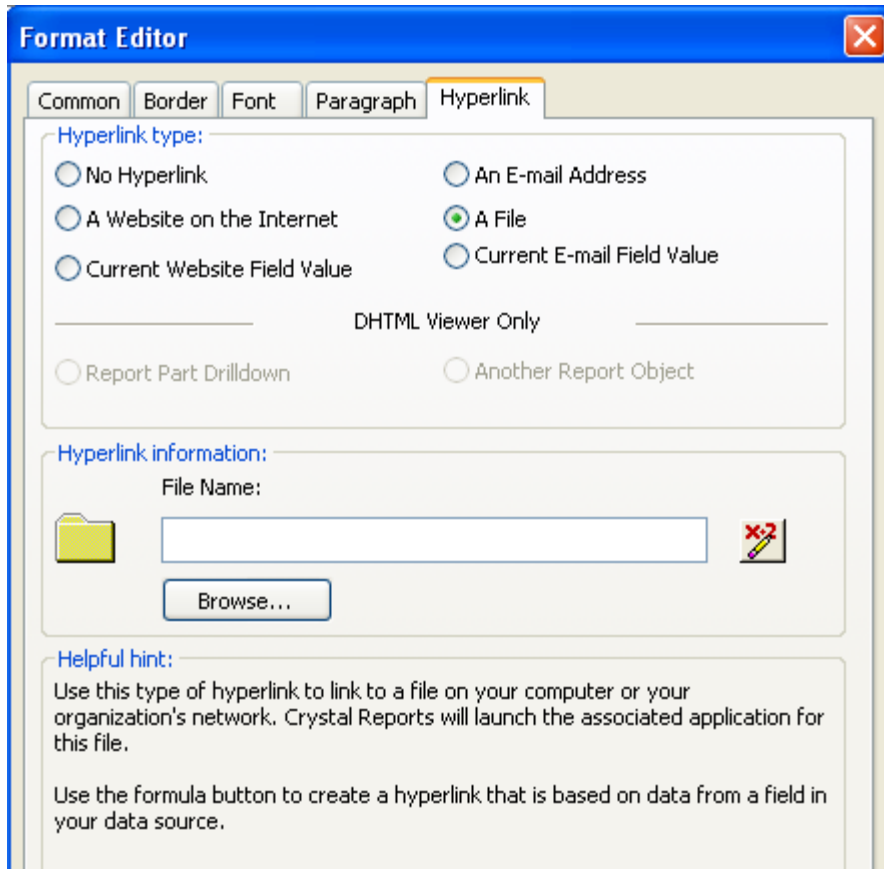 Format Editor
Common Border Font Paragraph Hyperlink
Hyperlink type:
No Hyperlink An E-mail Address
A Website on the Internet A File
Current Website Field Value Current E-mail Field Value
DHTML Viewer Only
Report Part Drilldown Another Report Object
Hyperlink information:
File Name:
X+2
Browse...
Helpful hint:
Use this type of hyperlink to link to a file on your computer or your
organization's network. Crystal Reports will launch the associated application for
this file.
Use the formula button to create a hyperlink that is based on data from a field in
your data source.